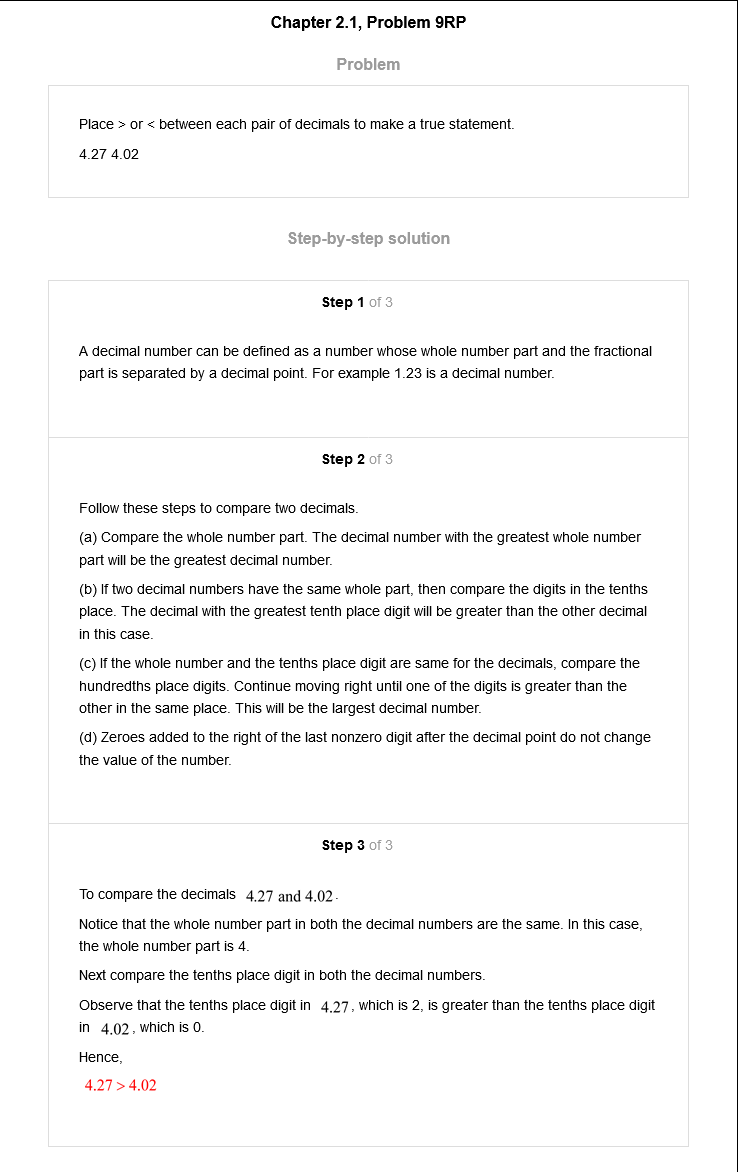 Chapter 2.1, Problem 9RP
Problem
Place > or < between each pair of decimals to make a true statement.
4.27 4.02
Step-by-step solution
Step 1 of 3
A decimal number can be defined as a number whose whole number part and the fractional
part is separated by a decimal point. For example 1.23 is a decimal number.
Step 2 of 3
Follow these steps to compare two decimals.
(a) Compare the whole number part. The decimal number with the greatest whole number
part will be the greatest decimal number.
(b) If two decimal numbers have the same whole part, then compare the digits in the tenths
place. The decimal with the greatest tenth place digit will be greater than the other decimal
in this case.
(c) If the whole number and the tenths place digit are same for the decimals, compare the
hundredths place digits. Continue moving right until one of the digits is greater than the
other in the same place. This will be the largest decimal number.
(d) Zeroes added to the right of the last nonzero digit after the decimal point do not change
the value of the number.
Step 3 of 3
To compare the decimals 4.27 and 4.02.
Notice that the whole number part in both the decimal numbers are the same. In this case,
the whole number part is 4.
Next compare the tenths place digit in both the decimal numbers.
Observe that the tenths place digit in 4.27, which is 2, is greater than the tenths place digit
in 4.02, which is 0.
Hence,
4.27 > 4.02